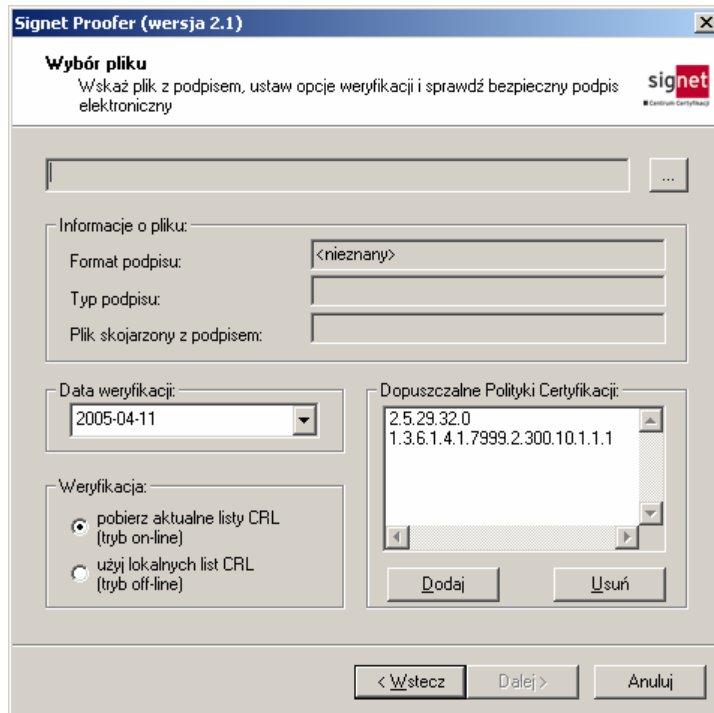 Signet Proofer (wersja 2.1)
Wybór pliku
Wskaż plik z podpisem, ustaw opcje weryfikacji i sprawdź bezpieczny podpis
elektroniczny
signet
Centrum Certyfikacji
...
Informacje o pliku:
Format podpisu:
<nieznany>
Typ podpisu:
Plik skojarzony z podpisem:
Data weryfikacji:
2005-04-11
Dopuszczalne Polityki Certyfikacji:
2.5.29.32.0
1.3.6.1.4.1.7999.2.300.10.1.1.1
Weryfikacja:
pobierz aktualne listy CRL
(tryb on-line)
użyj lokalnych list CRL
(tryb off-line)
Dodaj
Usuń
< Wstecz
Dalej >
Anuluj